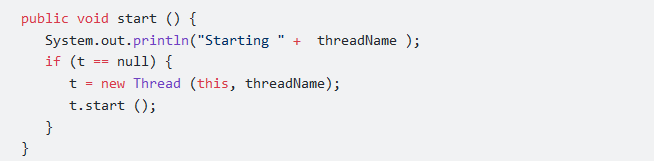 public void start () {
   System.out.println("Starting " +  threadName );
   if (t == null) {
      t = new Thread (this, threadName);
      t.start ();
   }
}